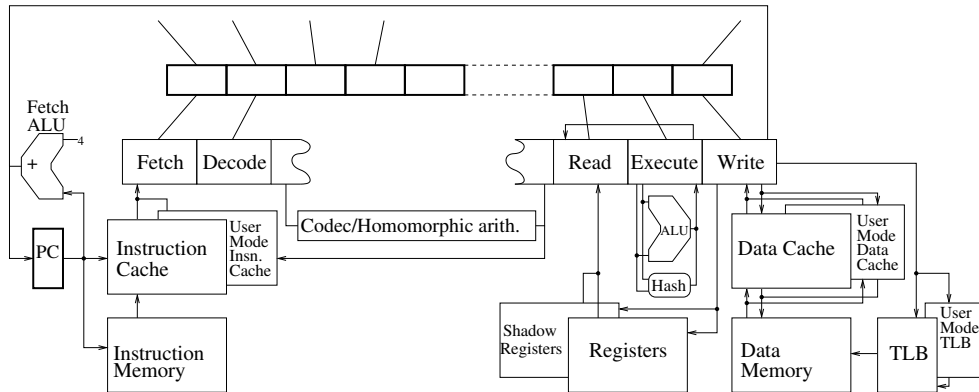 Fetch
ALU
4
+
PC
Fetch
Decode
Read
Execute
Write
Codec/Homomorphic arith.
Instruction
Cache
User
Mode
Insn.
Cache
Instruction
Memory
ALU
Hash
Shadow
Registers
Registers
Data Cache
User
Mode
Data
Cache
Data
Memory
TLB
User
Mode
TLB